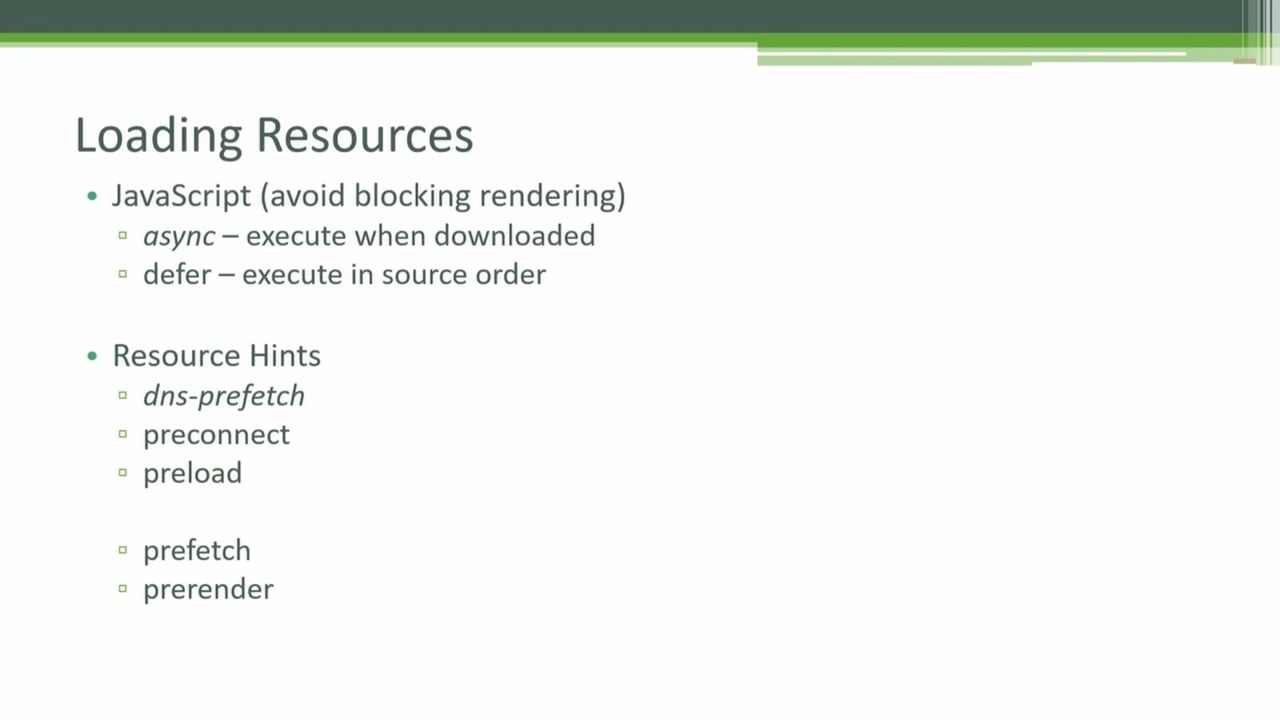 Loading Resources
• JavaScript (avoid blocking rendering)
▫ async – execute when downloaded
▫ defer – execute in source order
• Resource Hints
▫ dns-prefetch
▫ preconnect
▫ preload
▫ prefetch
▫ prerender